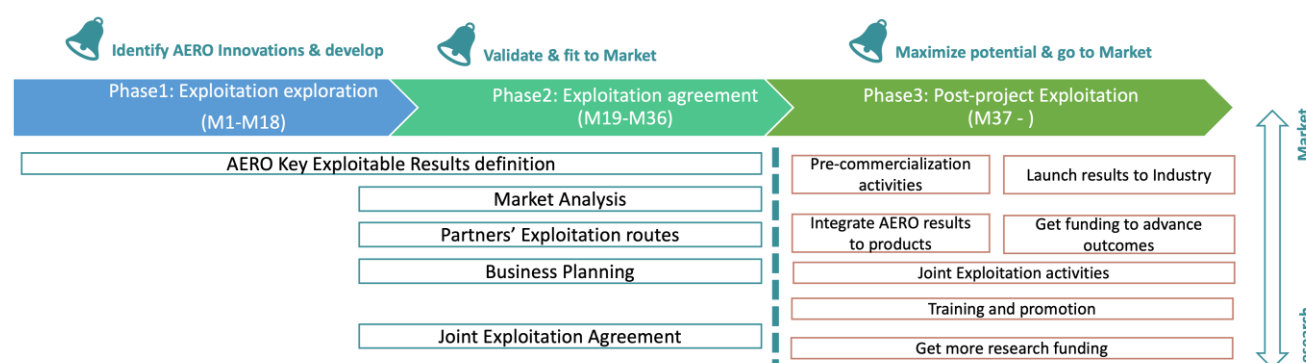 Identify AERO Innovations & develop
Validate & fit to Market
Maximize potential & go to Market
Phase1: Exploitation exploration
(M1-M18)
Phase2: Exploitation agreement
(M19-M36)
Phase3: Post-project Exploitation
(M37 - )
AERO Key Exploitable Results definition
Market Analysis
Partners’ Exploitation routes
Business Planning
Joint Exploitation Agreement
Pre-commercialization
activities
Launch results to Industry
Integrate AERO results
to products
Get funding to advance
outcomes
Joint Exploitation activities
Training and promotion
Get more research funding
Market